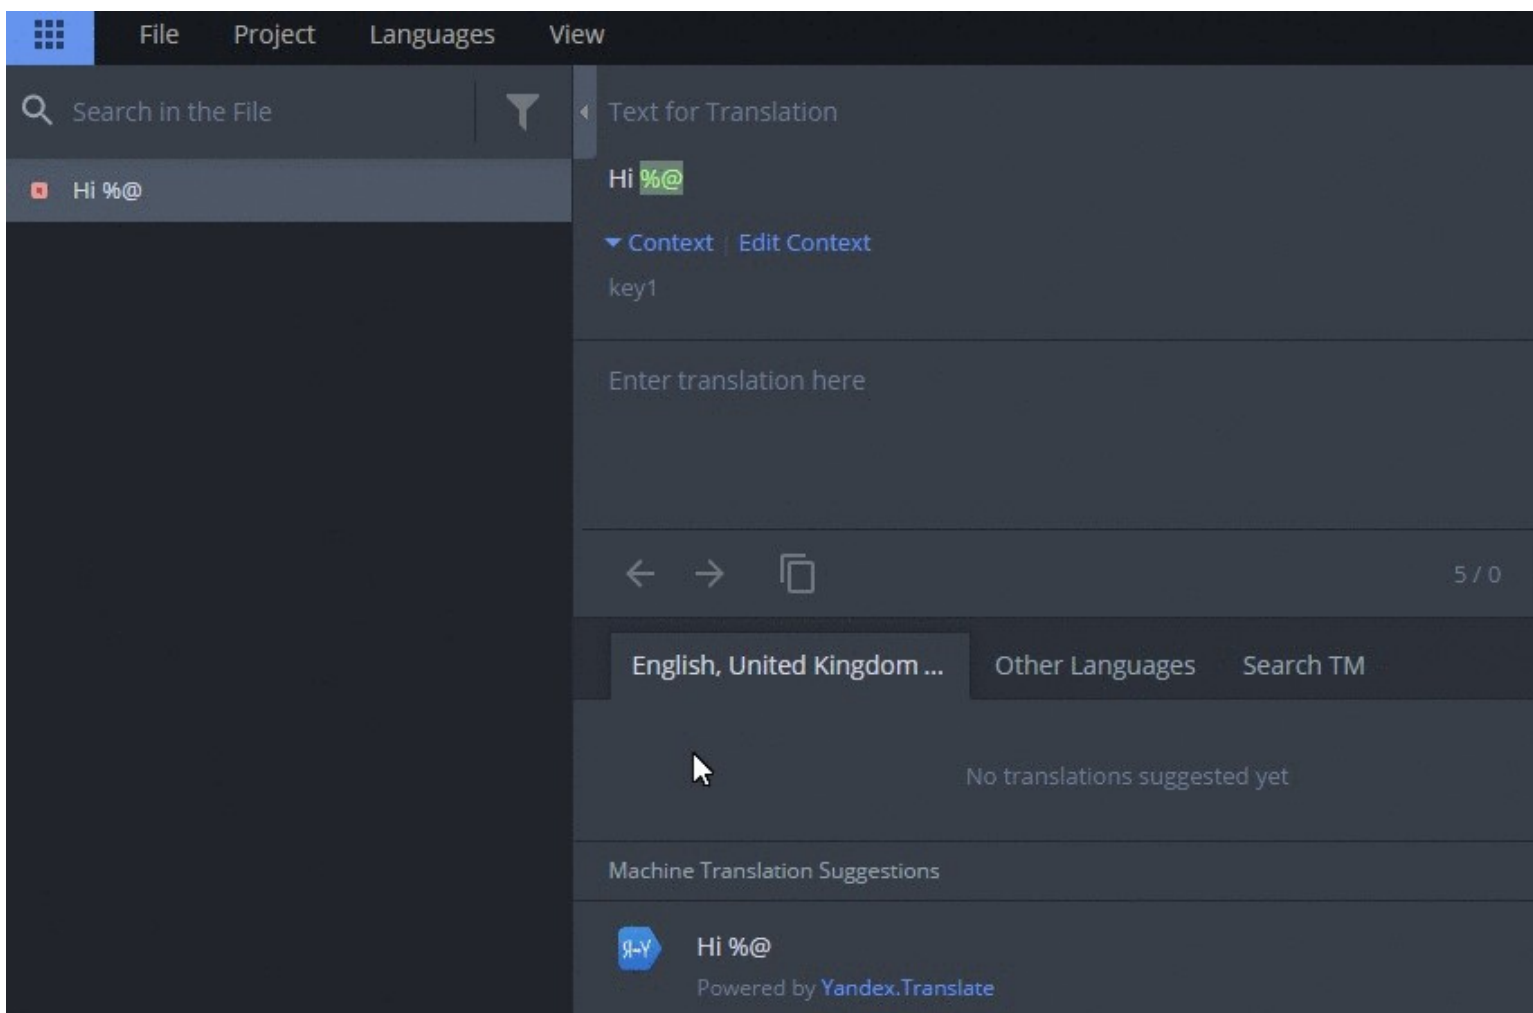 File Project Languages View
Search in the File
Hi %@
Text for Translation
Hi %@
Context | Edit Context
key1
Enter translation here
5 / 0
English, United Kingdom ... Other Languages Search TM
No translations suggested yet
Machine Translation Suggestions
Я-Y Hi %@
Powered by Yandex.Translate